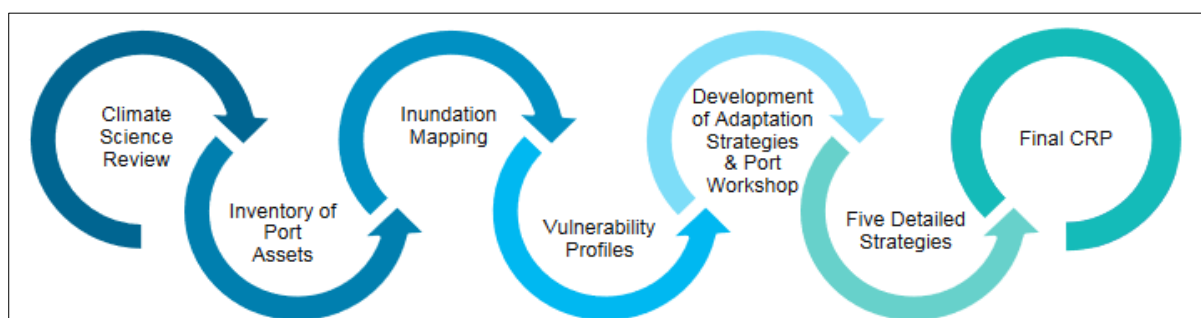 Climate
Science
Review
Inventory of
Port
Assets
Inundation
Mapping
Vulnerability
Profiles
Development
of Adaptation
Strategies
& Port
Workshop
Five Detailed
Strategies
Final CRP